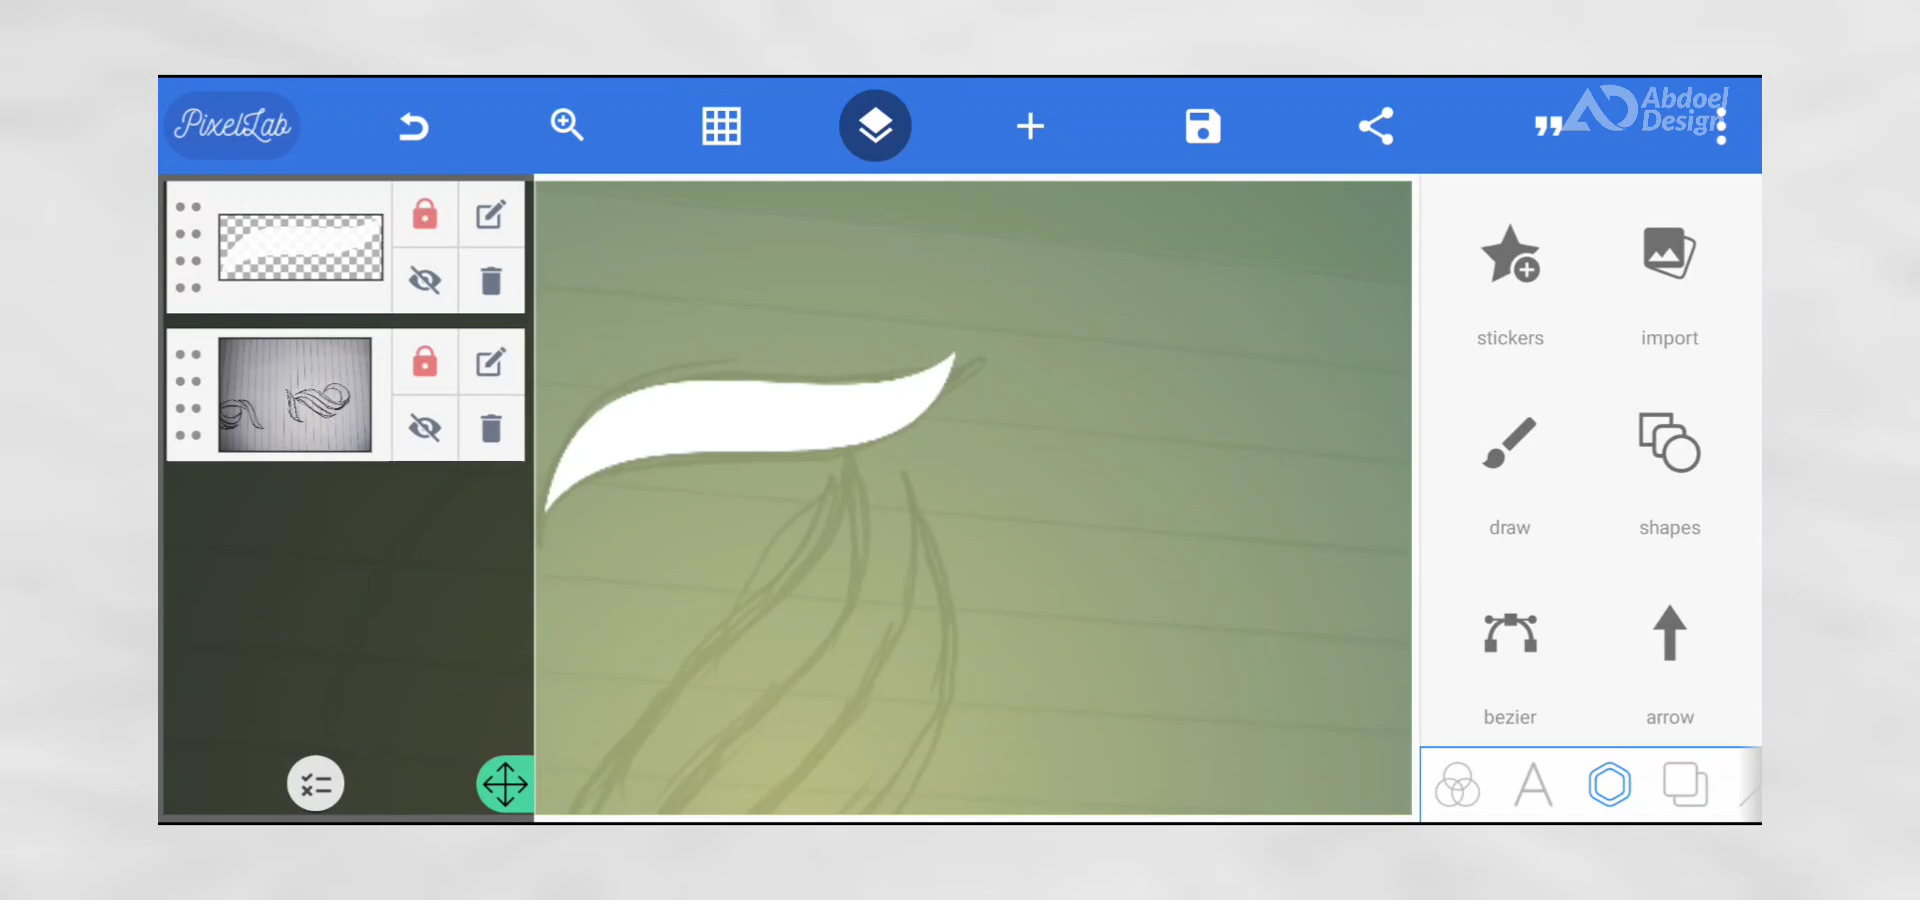 PixelLab
Abdoel
Design
stickers
import
draw
shapes
bezier
arrow